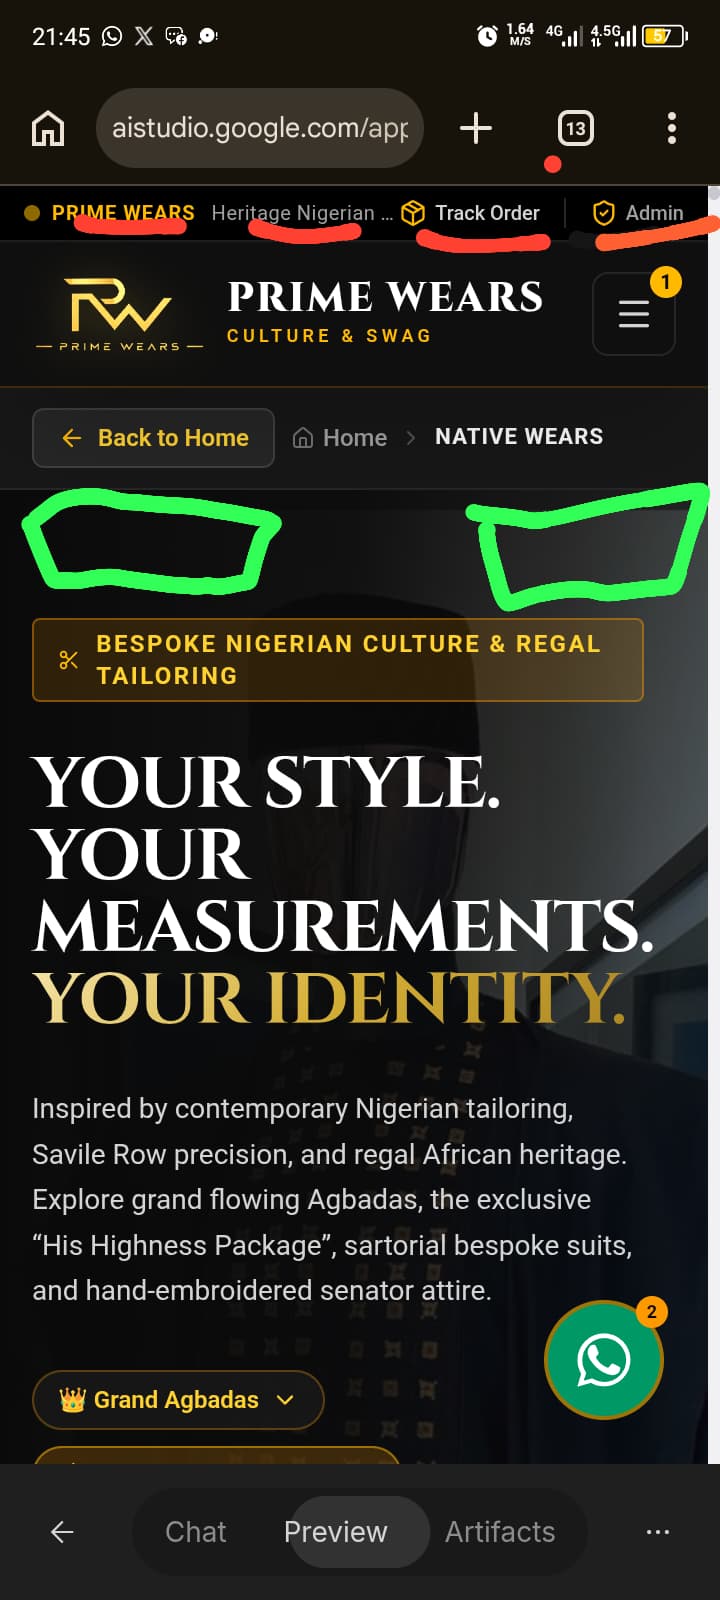 21:45
1.64 M/S 4G 4.5G 57
aistudio.google.com/app
13
PRIME WEARS Heritage Nigerian ... Track Order Admin
RW
PRIME WEARS
PRIME WEARS
CULTURE & SWAG
1
Back to Home Home > NATIVE WEARS
BESPOKE NIGERIAN CULTURE & REGAL
TAILORING
YOUR STYLE.
YOUR
MEASUREMENTS.
YOUR IDENTITY.
Inspired by contemporary Nigerian tailoring,
Savile Row precision, and regal African heritage.
Explore grand flowing Agbadas, the exclusive
“His Highness Package”, sartorial bespoke suits,
and hand-embroidered senator attire.
2
Grand Agbadas
Chat Preview Artifacts